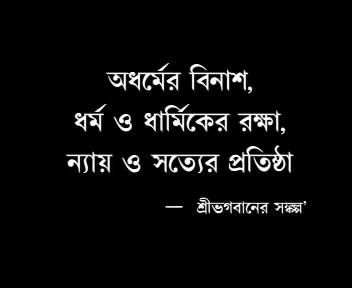 অধর্মের বিনাশ,
ধর্ম ও ধার্মিকের রক্ষা,
ন্যায় ও সত্যের প্রতিষ্ঠা
— শ্রীভগবানের সঙ্কল্প’